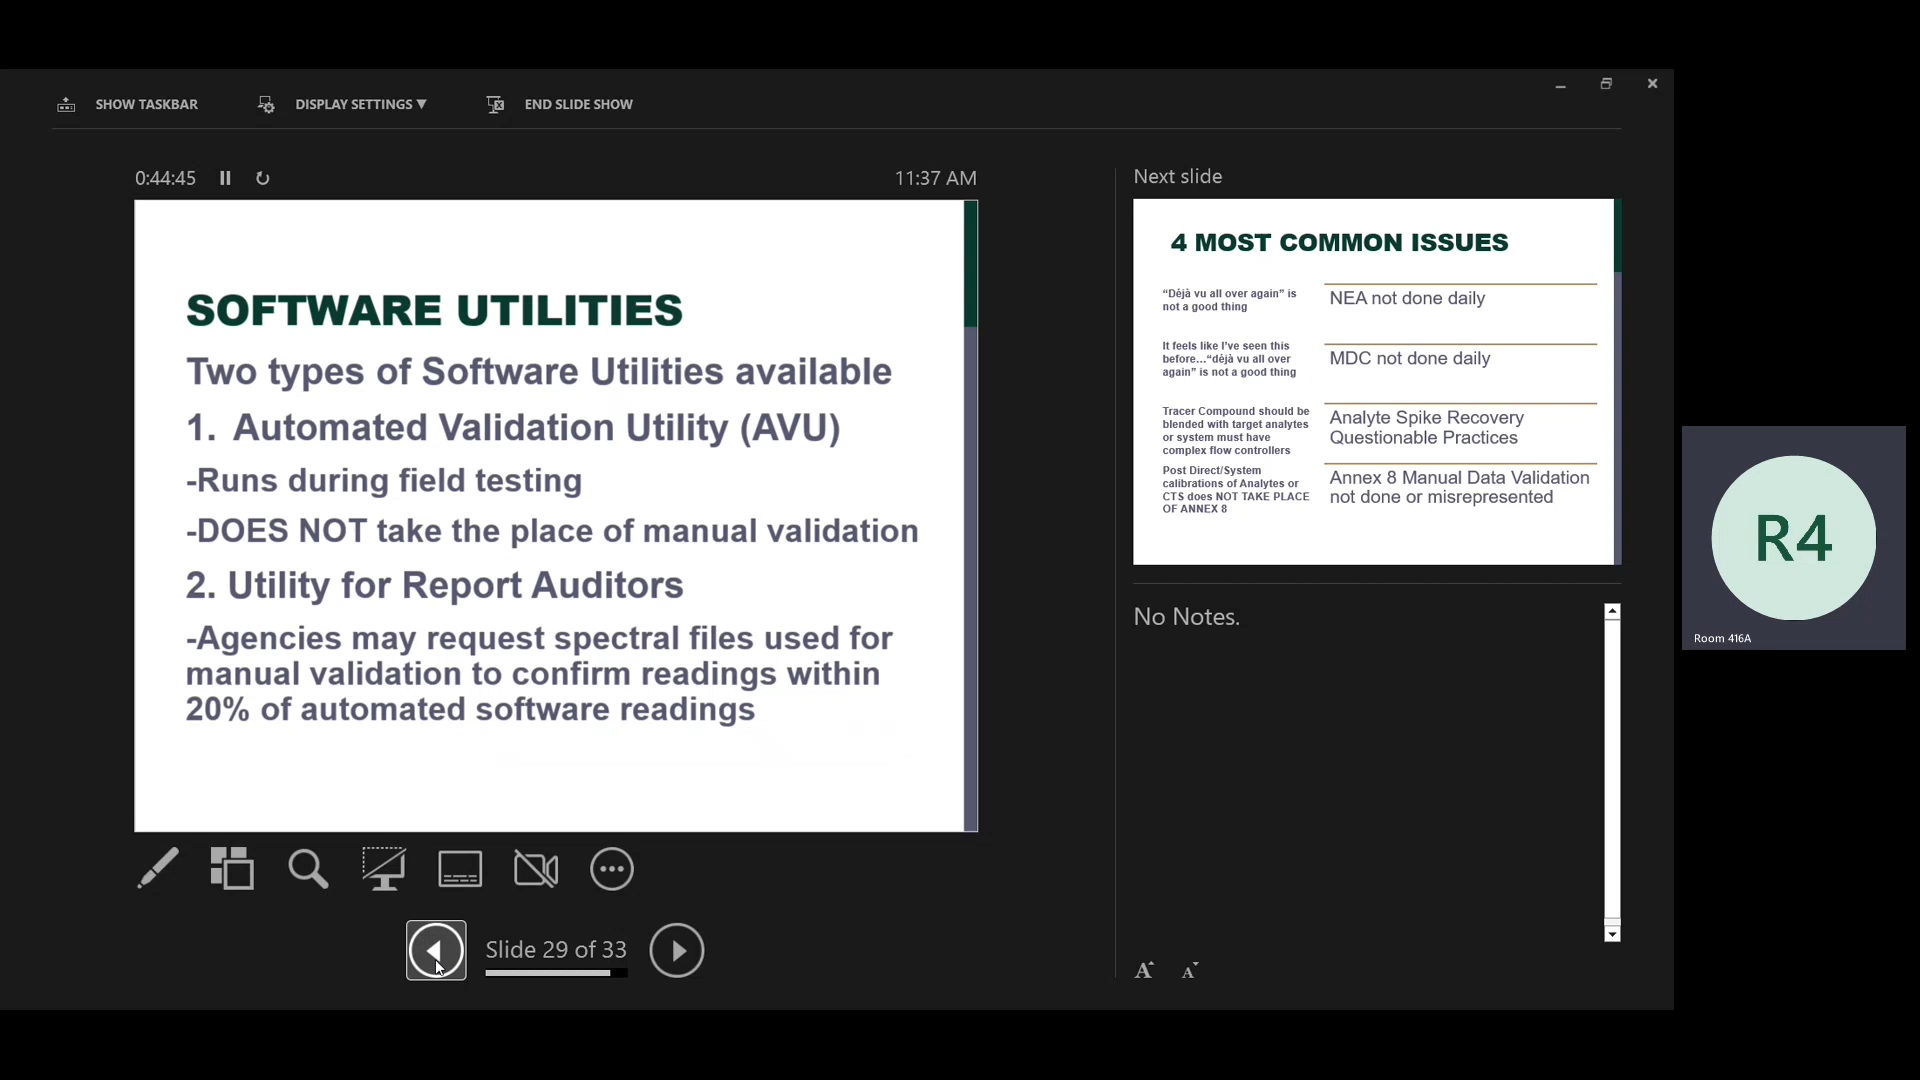 SHOW TASKBAR
DISPLAY SETTINGS ▼
END SLIDE SHOW
0:44:45
11:37 AM
SOFTWARE UTILITIES
Two types of Software Utilities available
1. Automated Validation Utility (AVU)
-Runs during field testing
-DOES NOT take the place of manual validation
2. Utility for Report Auditors
-Agencies may request spectral files used for
manual validation to confirm readings within
20% of automated software readings
Slide 29 of 33
Next slide
4 MOST COMMON ISSUES
“Déjà vu all over again” is
not a good thing
NEA not done daily
It feels like I’ve seen this
before…“déjà vu all over
again” is not a good thing
MDC not done daily
Tracer Compound should be
blended with target analytes
or system must have
complex flow controllers
Analyte Spike Recovery
Questionable Practices
Post Direct/System
calibrations of Analytes or
CTS does NOT TAKE PLACE
OF ANNEX 8
Annex 8 Manual Data Validation
not done or misrepresented
No Notes.
A A
R4
Room 416A